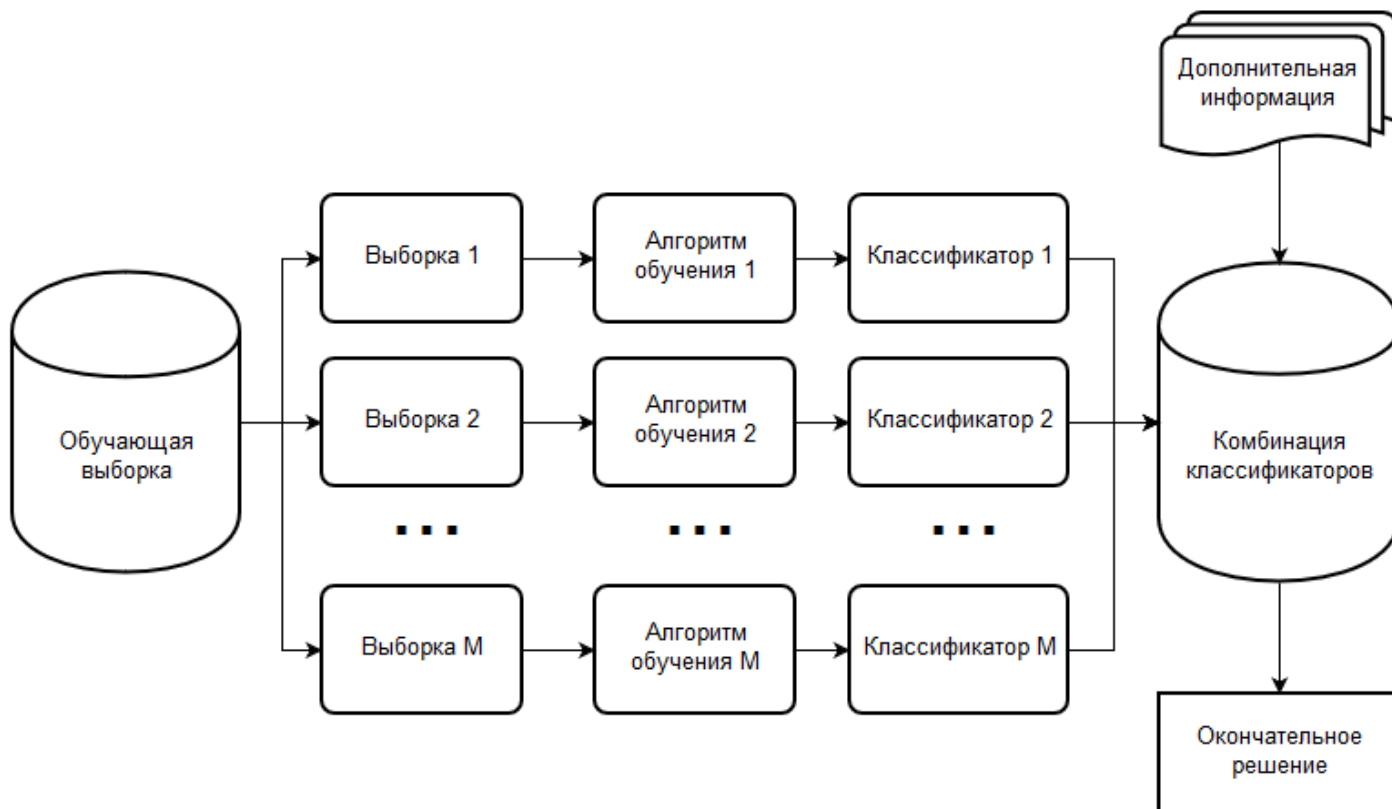 Дополнительная
информация
Выборка 1
Алгоритм
обучения 1
Классификатор 1
Обучающая
выборка
Выборка 2
Алгоритм
обучения 2
Классификатор 2
Комбинация
классификаторов
...
...
...
Выборка M
Алгоритм
обучения M
Классификатор M
Окончательное
решение